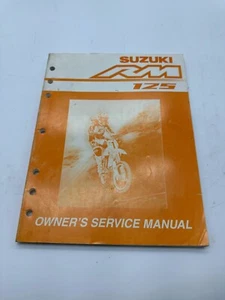 SUZUKI
RM
125
OWNER'S SERVICE MANUAL